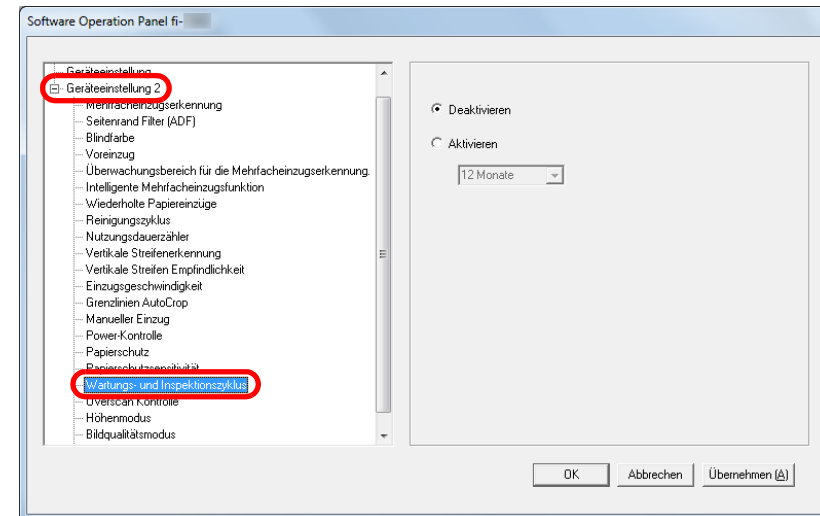 Software Operation Panel fi-
Geräteeinstellung
Geräteeinstellung 2
Mehrfacheinzugserkennung
Seitenrand Filter (ADF)
Blindfarbe
Voreinzug
Überwachungsbereich für die Mehrfacheinzugserkennung.
Intelligente Mehrfacheinzugsfunktion
Wiederholte Papiereinzüge
Reinigungszyklus
Nutzungsdauerzähler
Vertikale Streifenerkennung
Vertikale Streifen Empfindlichkeit
Einzugsgeschwindigkeit
Grenzlinien AutoCrop
Manueller Einzug
Power-Kontrolle
Papierschutz
Papierschutzsensitivität
Wartungs- und Inspektionszyklus
Overscan Kontrolle
Höhenmodus
Bildqualitätsmodus
Deaktivieren
Aktivieren
12 Monate
OK Abbrechen Übernehmen (A)